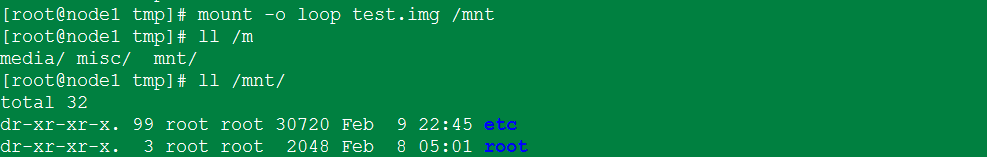 [root@node1 tmp]# mount -o loop test.img /mnt
[root@node1 tmp]# ll /m
media/ misc/  mnt/
[root@node1 tmp]# ll /mnt/
total 32
dr-xr-xr-x. 99 root root 30720 Feb  9 22:45 etc
dr-xr-xr-x.  3 root root  2048 Feb  8 05:01 root